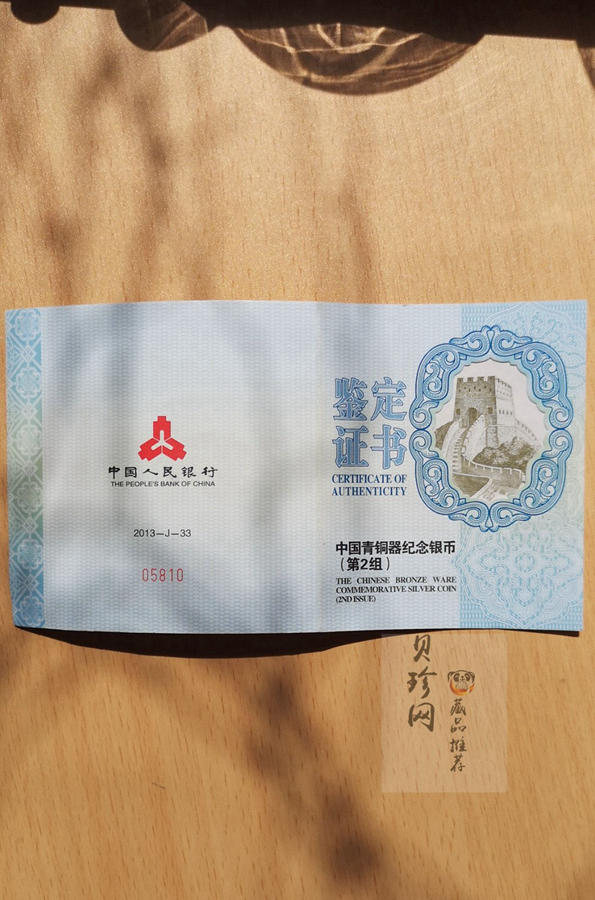 中国人民银行
THE PEOPLE'S BANK OF CHINA
2013—J—33
05810
鉴定
证书
CERTIFICATE OF
AUTHENTICITY
中国青铜器纪念银币
(第2组)
THE CHINESE BRONZE WARE
COMMEMORATIVE SILVER COIN
(2ND ISSUE)
贝珍网
藏品推荐